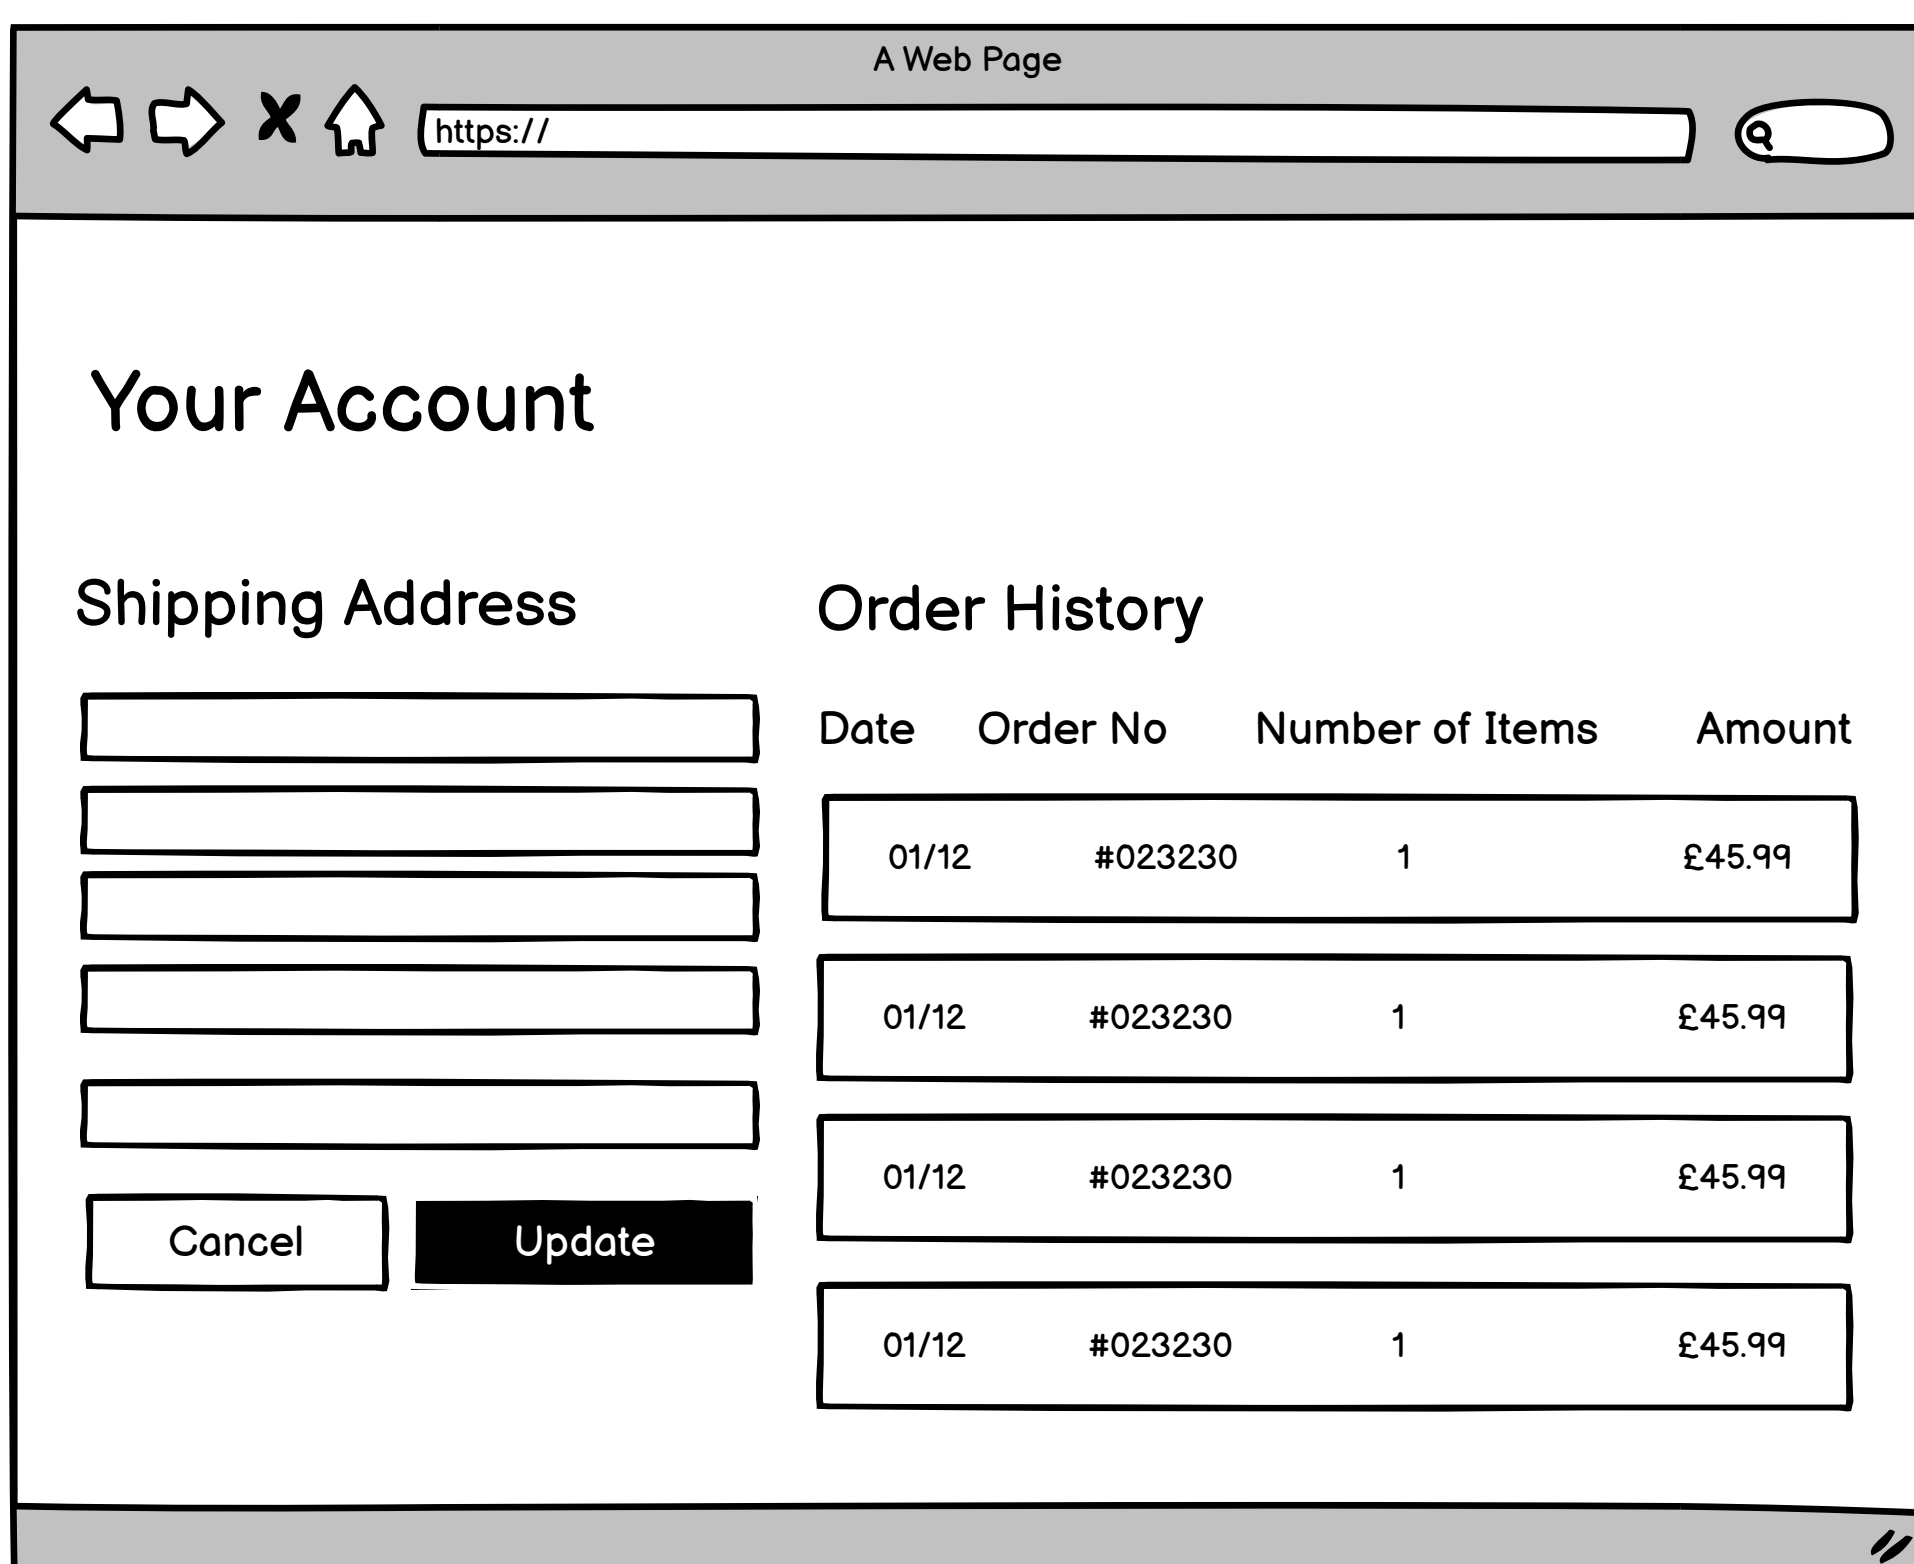 A Web Page
https://
Your Account
Shipping Address
Order History
Date Order No Number of Items Amount
01/12 #023230 1 £45.99
01/12 #023230 1 £45.99
01/12 #023230 1 £45.99
Cancel Update
01/12 #023230 1 £45.99